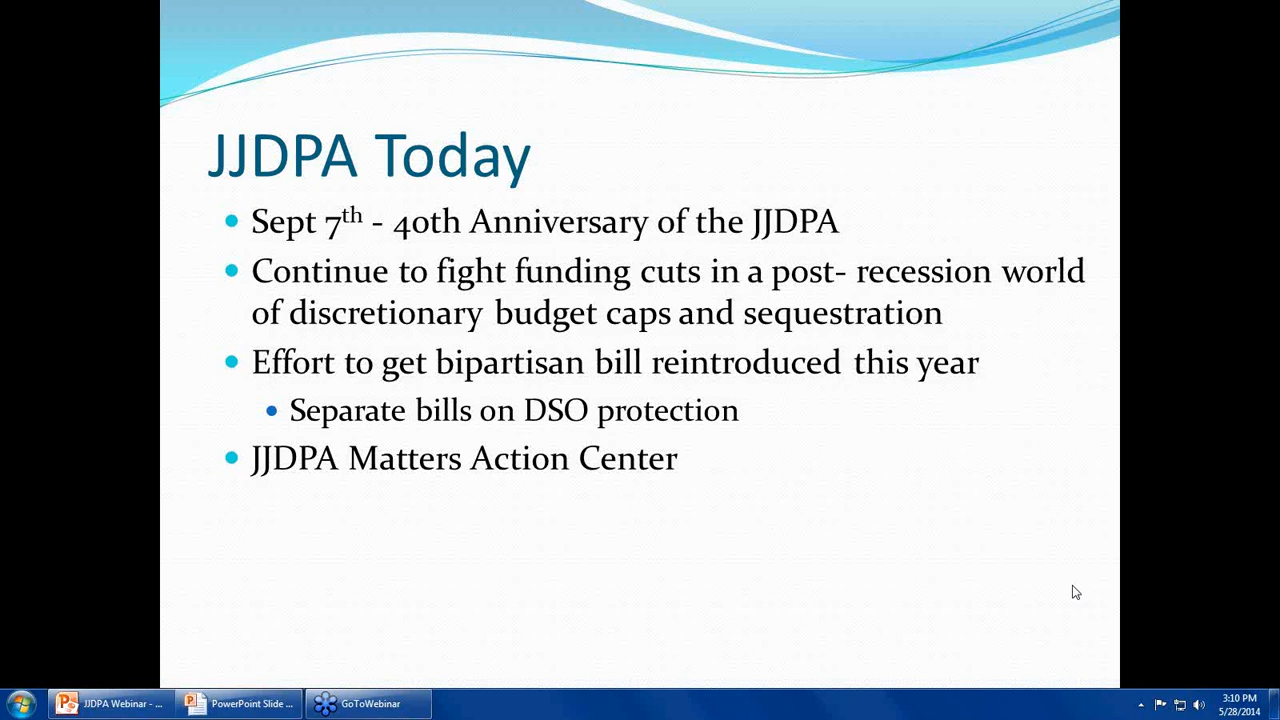 JJDPA Today
Sept 7th - 40th Anniversary of the JJDPA
Continue to fight funding cuts in a post- recession world
of discretionary budget caps and sequestration
Effort to get bipartisan bill reintroduced this year
Separate bills on DSO protection
JJDPA Matters Action Center
JJDPA Webinar - ...
PowerPoint Slide ...
GoToWebinar
3:10 PM
5/28/2014